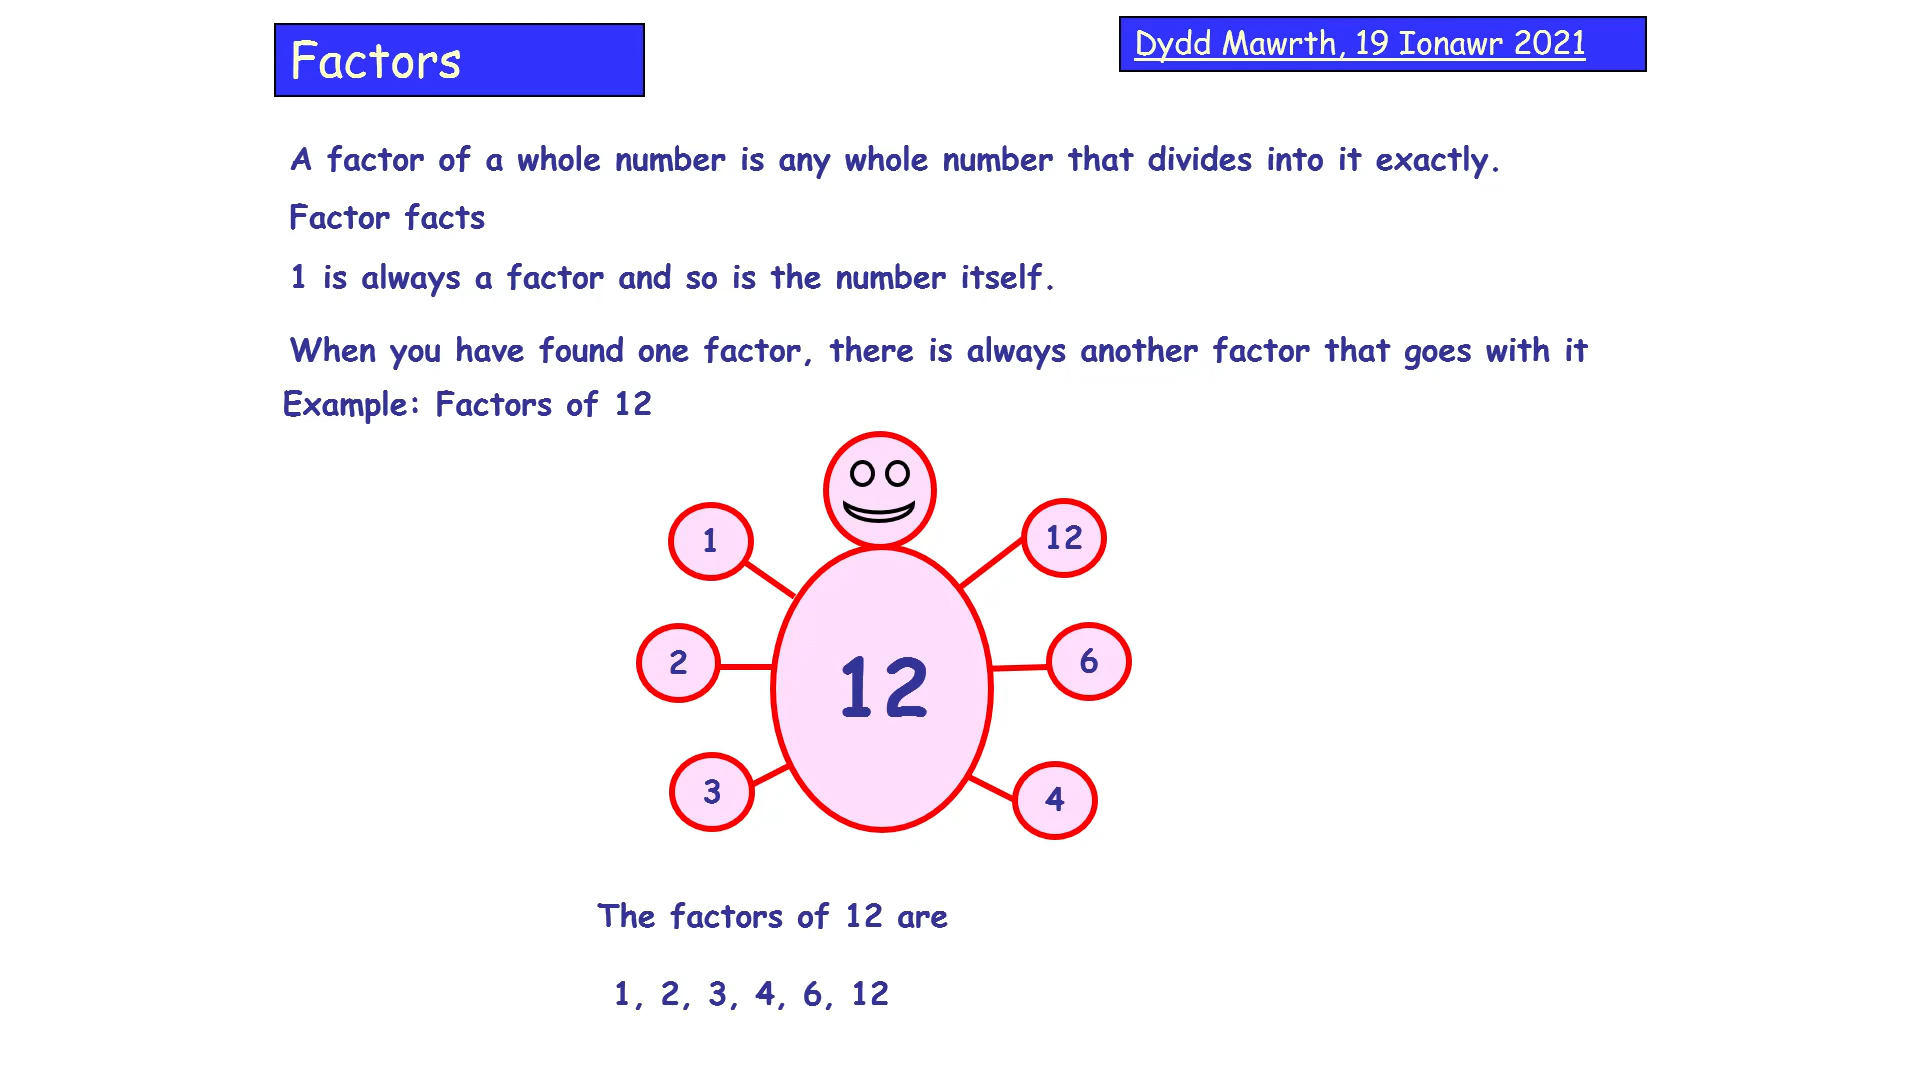 Factors
Dydd Mawrth, 19 Ionawr 2021
A factor of a whole number is any whole number that divides into it exactly.
Factor facts
1 is always a factor and so is the number itself.
When you have found one factor, there is always another factor that goes with it
Example: Factors of 12
1
12
2
12
6
3
4
The factors of 12 are
1, 2, 3, 4, 6, 12